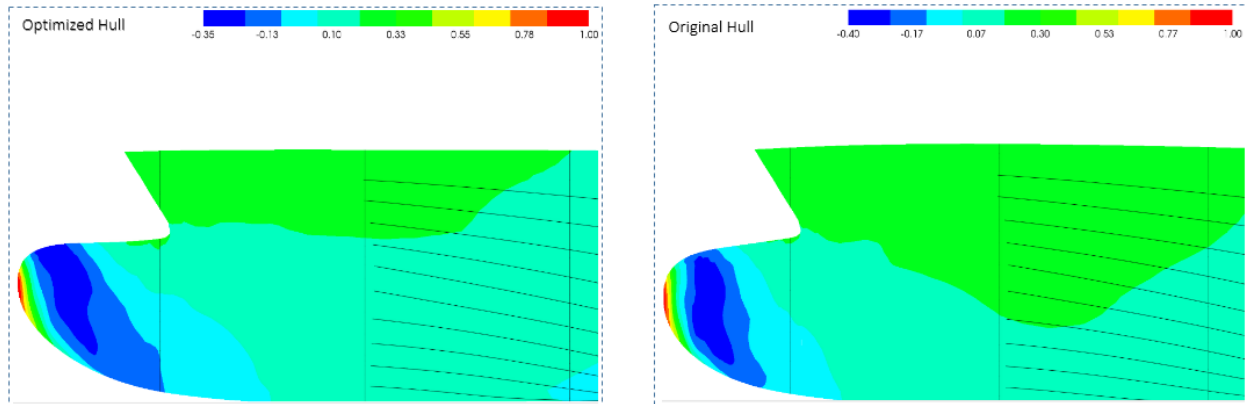 Optimized Hull
-0.35 -0.13 0.10 0.33 0.55 0.78 1.00
Original Hull
-0.40 -0.17 0.07 0.30 0.53 0.77 1.00